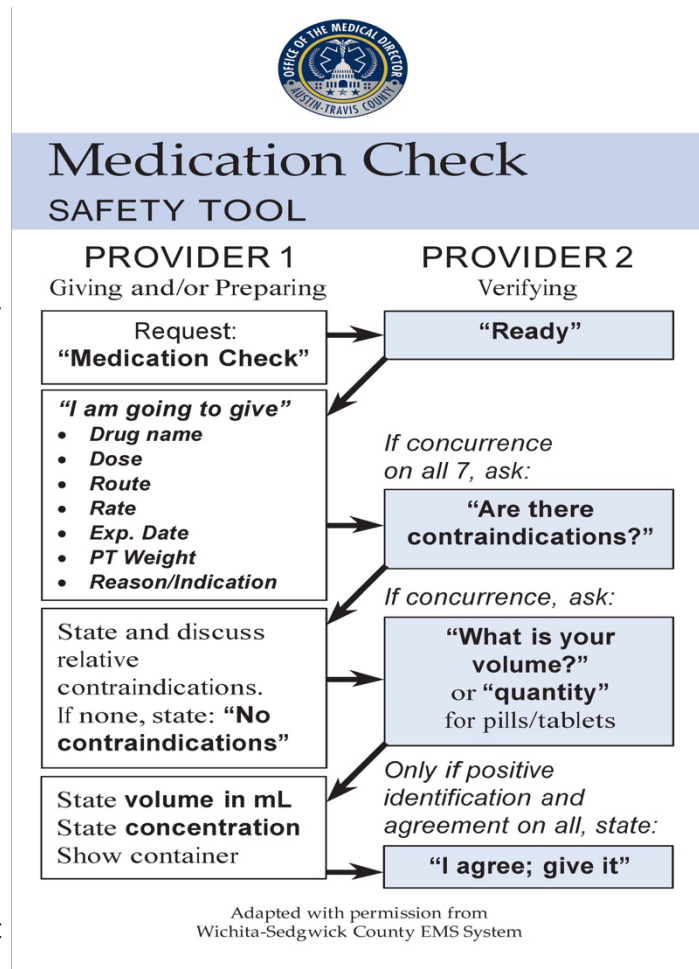 OFFICE OF THE MEDICAL DIRECTOR
AUSTIN-TRAVIS COUNTY
Medication Check
SAFETY TOOL
PROVIDER 1
Giving and/or Preparing
PROVIDER 2
Verifying
Request:
“Medication Check”
“Ready”
“I am going to give”
• Drug name
• Dose
• Route
• Rate
• Exp. Date
• PT Weight
• Reason/Indication
If concurrence
on all 7, ask:
“Are there
contraindications?”
State and discuss
relative
contraindications.
If none, state: “No
contraindications”
If concurrence, ask:
“What is your
volume?”
or “quantity”
for pills/tablets
State volume in mL
State concentration
Show container
Only if positive
identification and
agreement on all, state:
“I agree; give it”
Adapted with permission from
Wichita-Sedgwick County EMS System